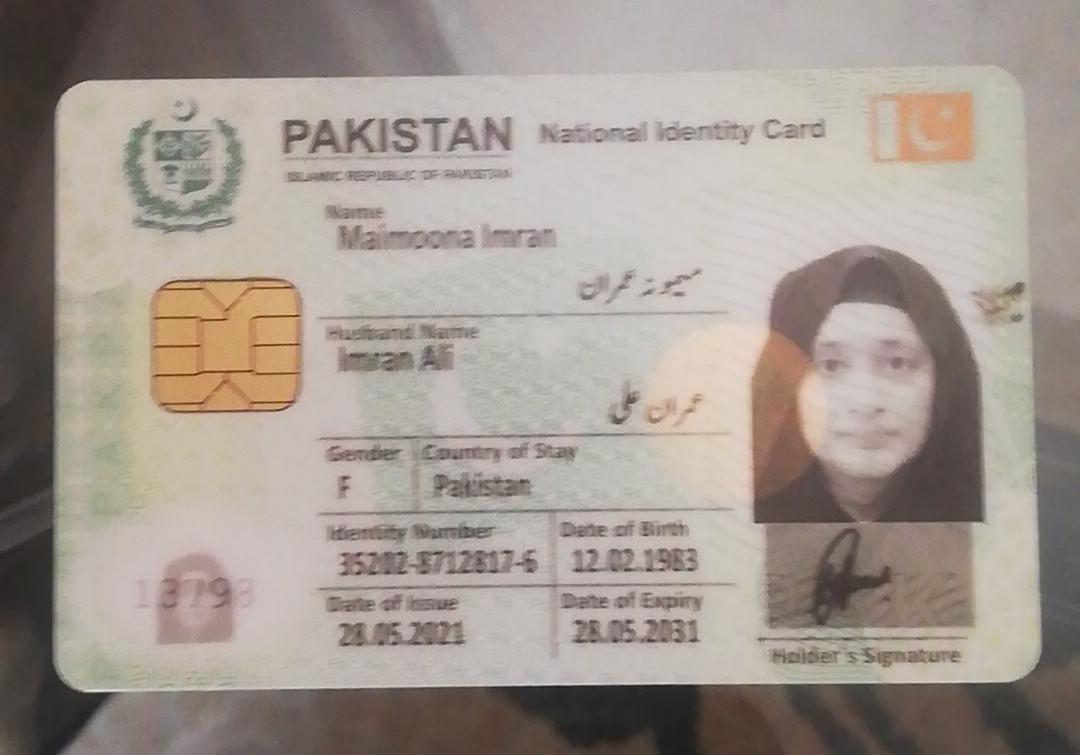 PAKISTAN National Identity Card
ISLAMIC REPUBLIC OF PAKISTAN
Name
Maimoona Imran
میمونہ عمران
Husband Name
Imran Ali
عمران علی
Gender Country of Stay
F Pakistan
Identity Number Date of Birth
35202-8712817-6 12.02.1983
Date of Issue Date of Expiry
28.05.2021 28.05.2031
Holder's Signature
PAKISTAN